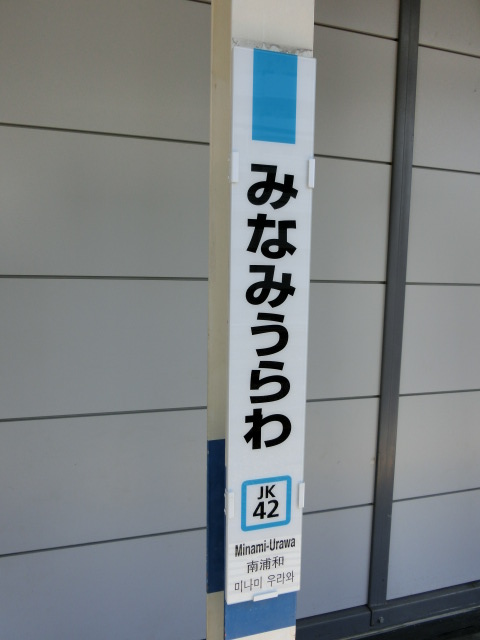 みなみうらわ
JK
42
Minami-Urawa
南浦和
미나미 우라와